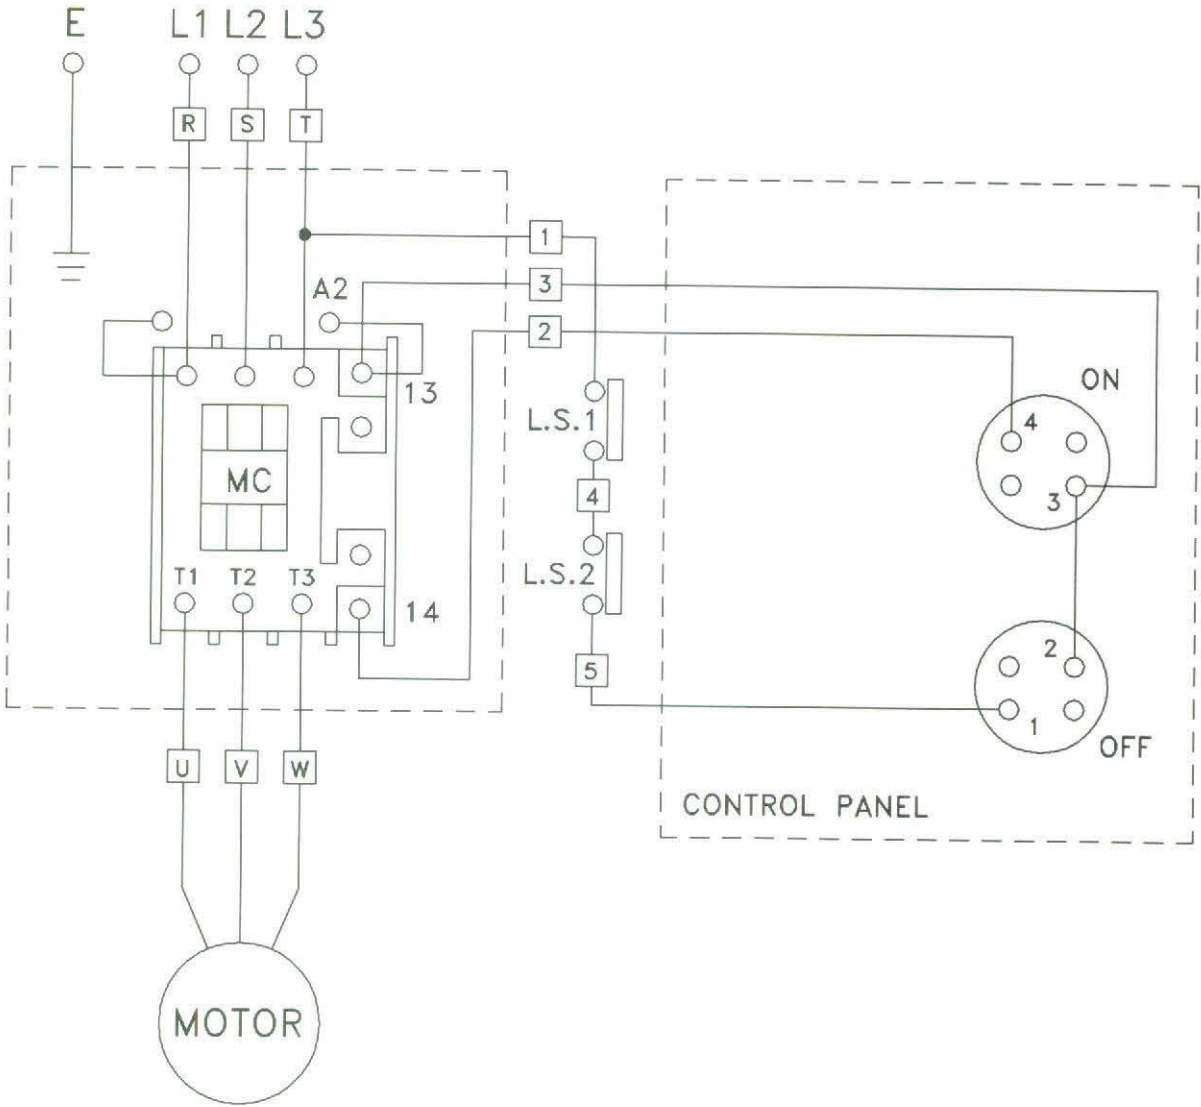 E L1 L2 L3
R S T
1
3
A2
2
13
ON
L.S.1
4
MC
4
3
L.S.2
T1 T2 T3
14
2
5
1
OFF
U V W
CONTROL PANEL
MOTOR